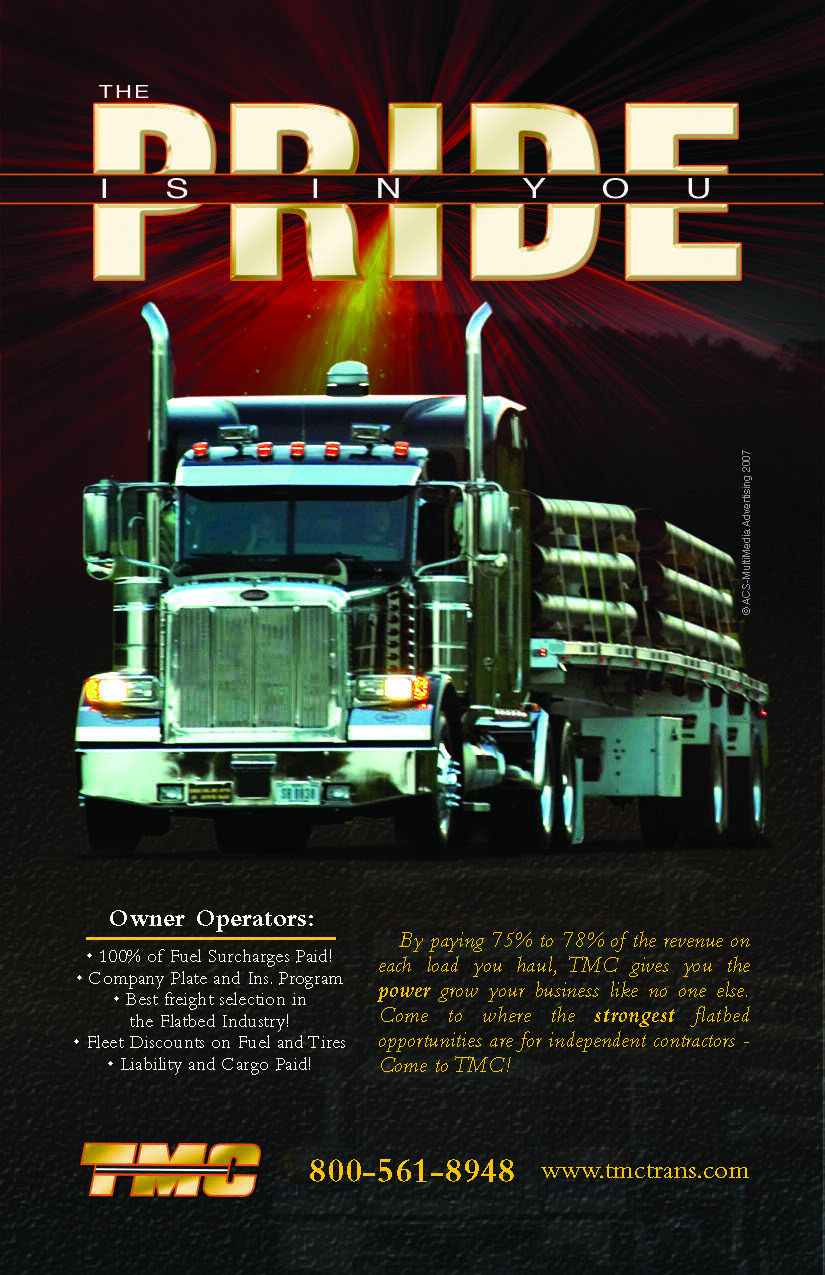 THE
PRIDE
IS IN YOU
© ACS-MultiMedia Advertising 2007
Owner Operators:
• 100% of Fuel Surcharges Paid!
• Company Plate and Ins. Program
• Best freight selection in
the Flatbed Industry!
• Fleet Discounts on Fuel and Tires
• Liability and Cargo Paid!
By paying 75% to 78% of the revenue on
each load you haul, TMC gives you the
power grow your business like no one else.
Come to where the strongest flatbed
opportunities are for independent contractors -
Come to TMC!
TMC
800-561-8948
www.tmctrans.com